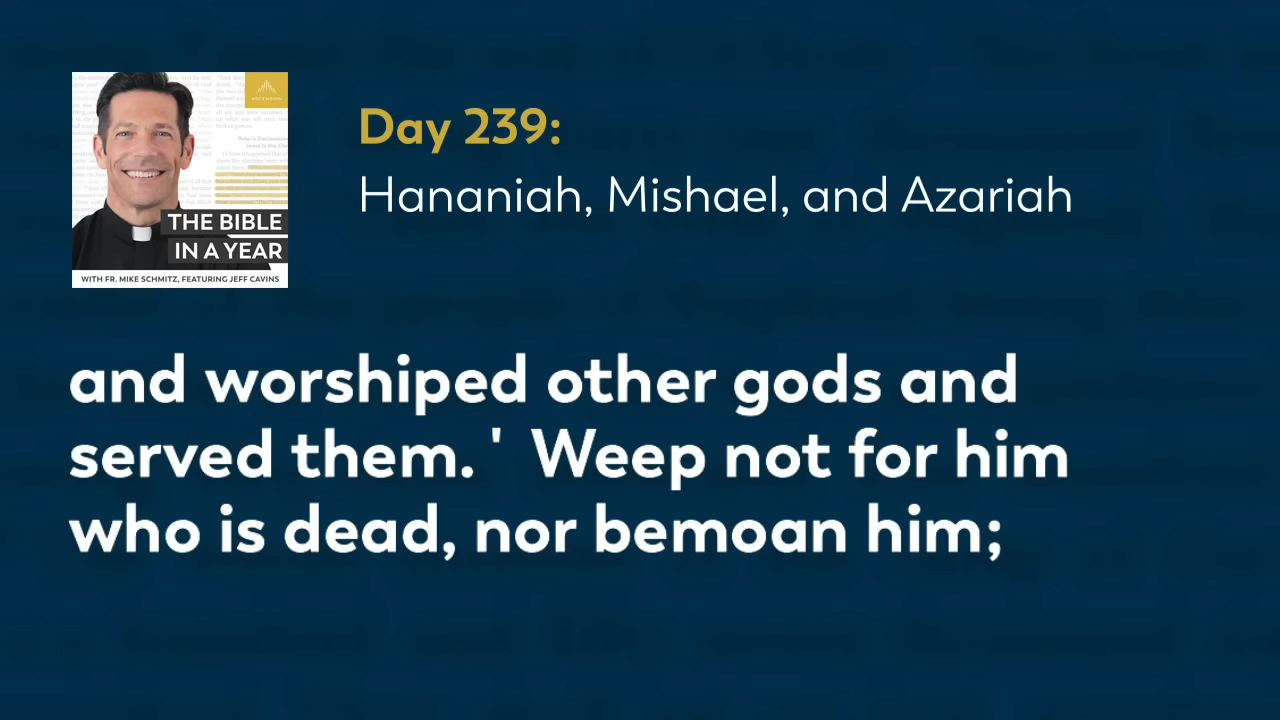 Day 239:
Hananiah, Mishael, and Azariah
THE BIBLE
IN A YEAR
WITH FR. MIKE SCHMITZ, FEATURING JEFF CAVINS
and worshiped other gods and
served them. ' Weep not for him
who is dead, nor bemoan him;